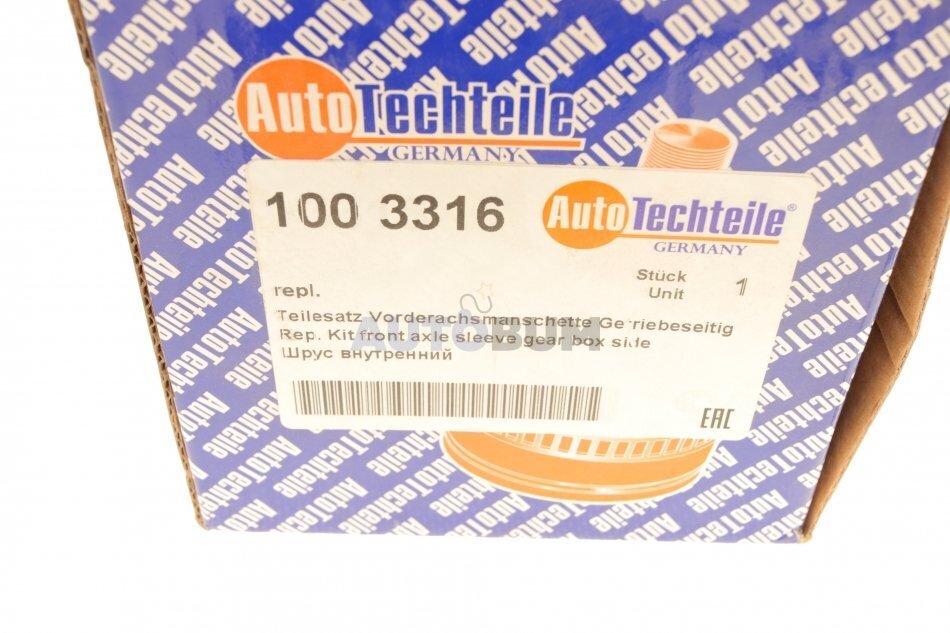 AutoTechteile
GERMANY
100 3316
AutoTechteile®
GERMANY
Stück
Unit
1
repl.
Teilesatz Vorderachsmanschette Getriebeseitig
Rep. Kit front axle sleeve gear box side
Шрус внутренний
AUTOBUH
EAC